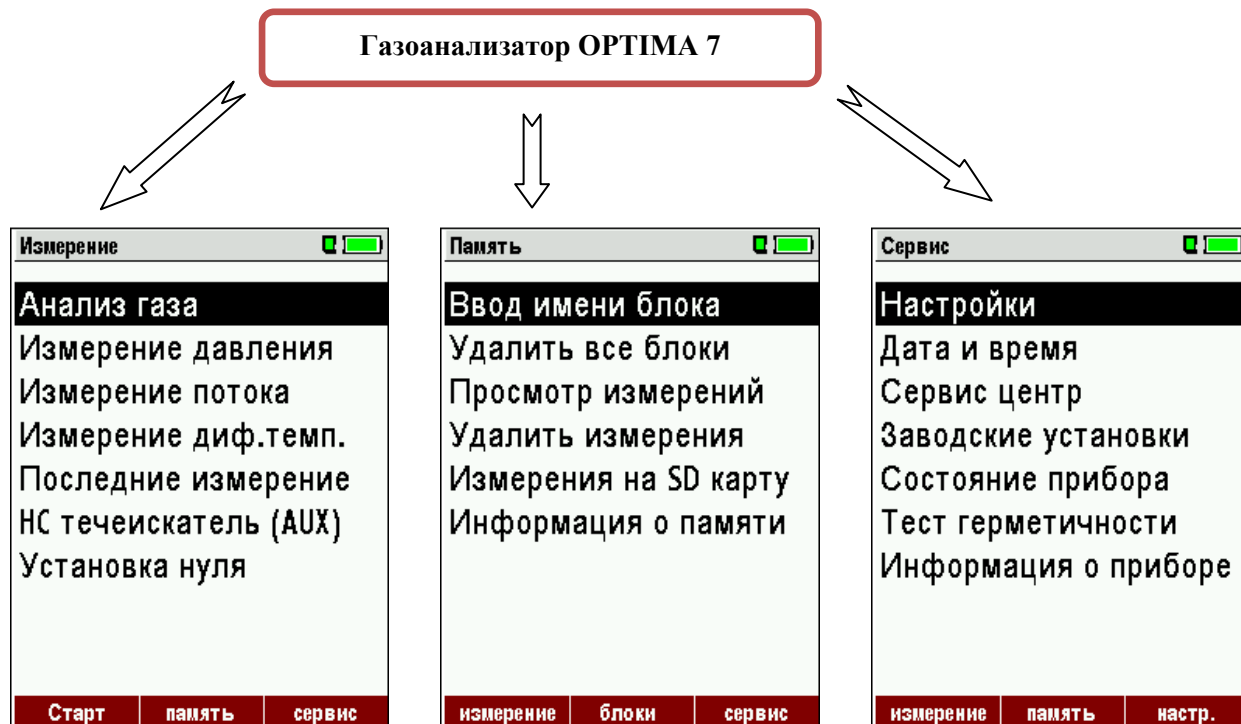 Газоанализатор OPTIMA 7
Измерение
Анализ газа
Измерение давления
Измерение потока
Измерение диф.темп.
Последние измерение
HC течеискатель (AUX)
Установка нуля
Старт
память
сервис
Память
Ввод имени блока
Удалить все блоки
Просмотр измерений
Удалить измерения
Измерения на SD карту
Информация о памяти
измерение
блоки
сервис
Сервис
Настройки
Дата и время
Сервис центр
Заводские установки
Состояние прибора
Тест герметичности
Информация о приборе
измерение
память
настр.